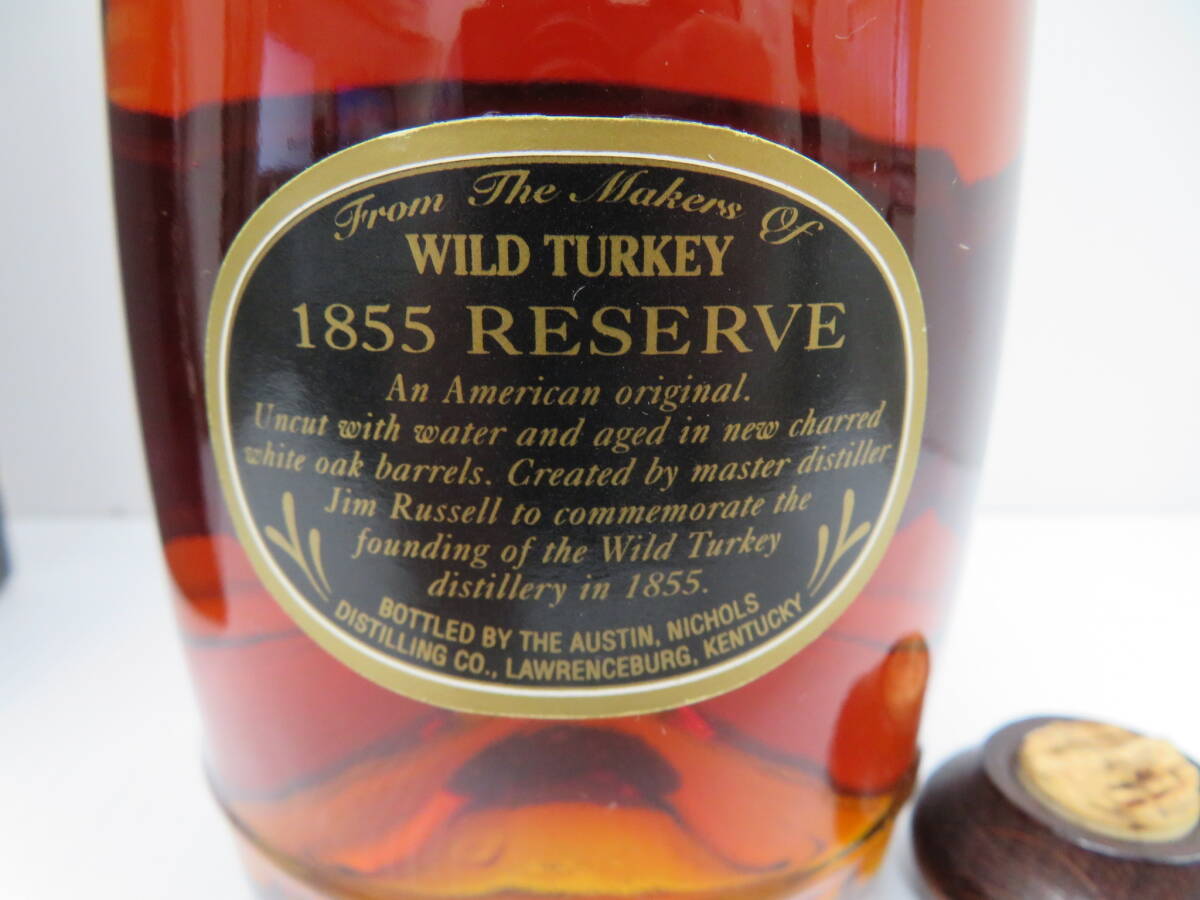 From The Makers Of
WILD TURKEY
1855 RESERVE
An American original.
Uncut with water and aged in new charred
white oak barrels. Created by master distiller
Jim Russell to commemorate the
founding of the Wild Turkey
distillery in 1855.
BOTTLED BY THE AUSTIN, NICHOLS
DISTILLING CO., LAWRENCEBURG, KENTUCKY